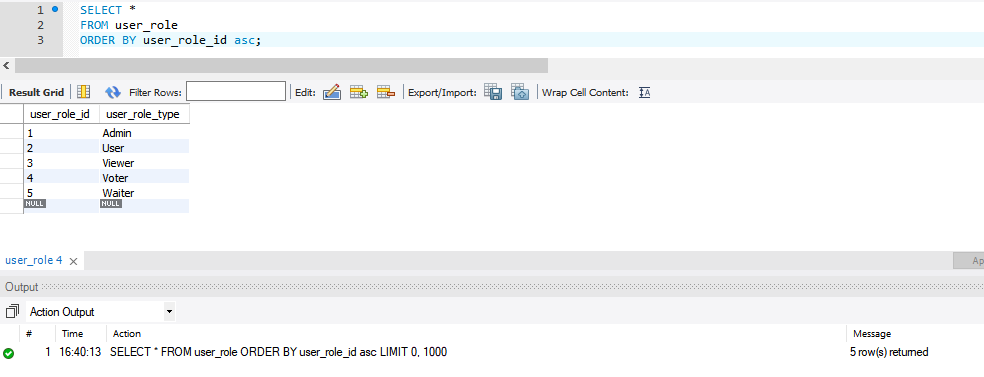 1 SELECT *
2 FROM user_role
3 ORDER BY user_role_id asc;
Result Grid Filter Rows: Edit: Export/Import: Wrap Cell Content: IA
user_role_id user_role_type
1 Admin
2 User
3 Viewer
4 Voter
5 Waiter
NULL NULL
user_role 4 ×
Ap
Output
Action Output
# Time Action Message
1 16:40:13 SELECT * FROM user_role ORDER BY user_role_id asc LIMIT 0, 1000 5 row(s) returned